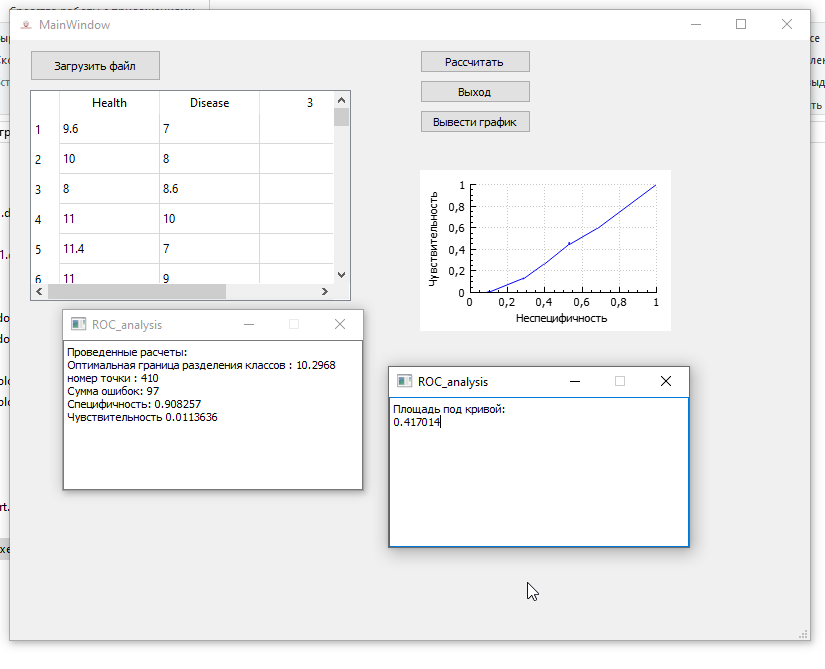 MainWindow
Загрузить файл
Рассчитать
Выход
Вывести график
Health Disease 3
1 9.6 7
2 10 8
3 8 8.6
4 11 10
5 11.4 7
6 11 9
Чувствительность
1
0,8
0,6
0,4
0,2
0
0 0,2 0,4 0,6 0,8 1
Неспецифичность
ROC_analysis
Проведенные расчеты:
Оптимальная граница разделения классов : 10.2968
номер точки : 410
Сумма ошибок: 97
Специфичность: 0.908257
Чувствительность 0.0113636
ROC_analysis
Площадь под кривой:
0.417014